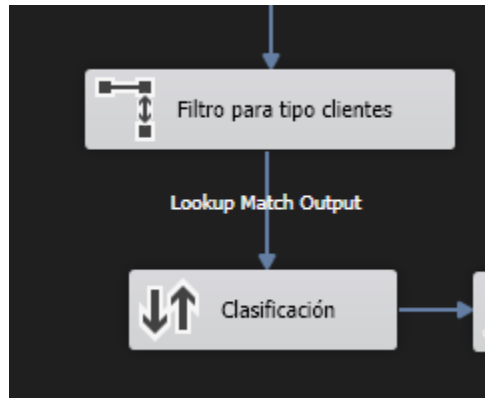 Filtro para tipo clientes
Lookup Match Output
Clasificación